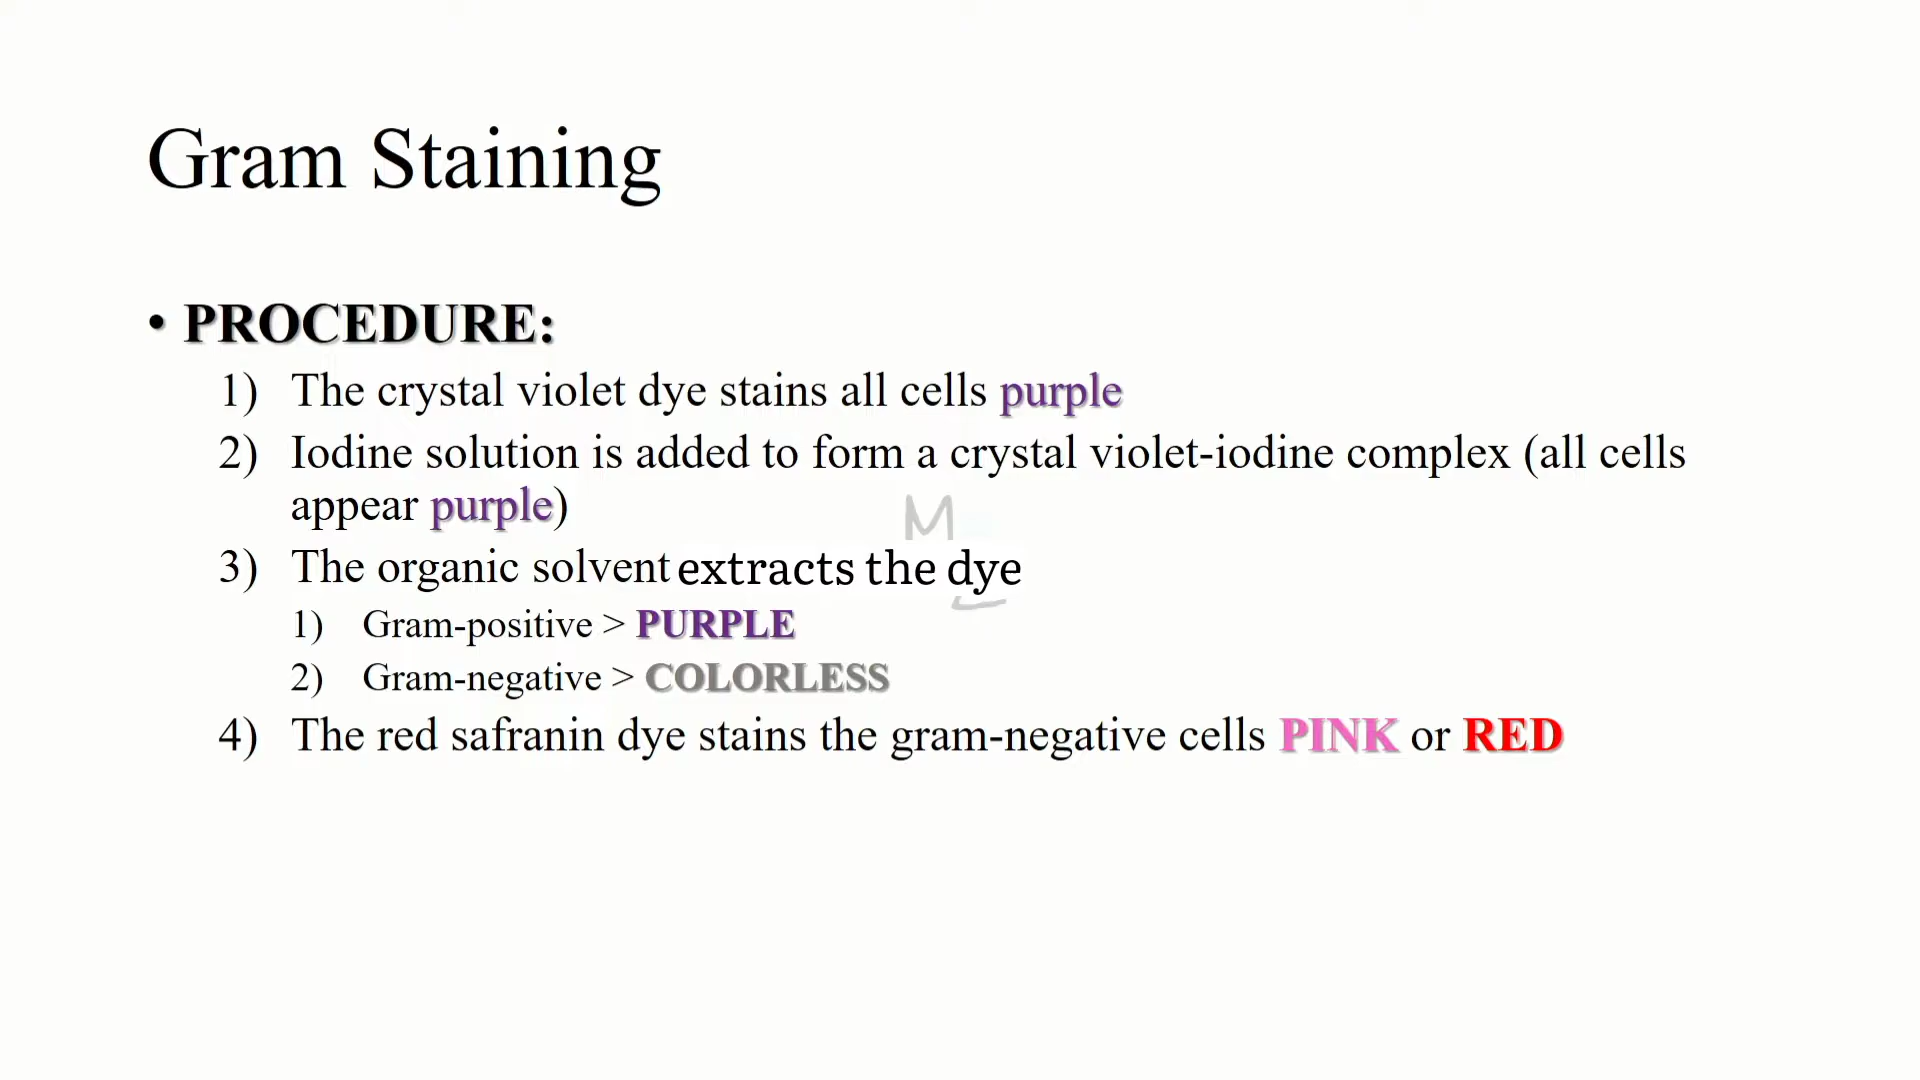 Gram Staining
• PROCEDURE:
1) The crystal violet dye stains all cells purple
2) Iodine solution is added to form a crystal violet-iodine complex (all cells
appear purple)
M
3) The organic solvent extracts the dye
1) Gram-positive > PURPLE
2) Gram-negative > COLORLESS
4) The red safranin dye stains the gram-negative cells PINK or RED